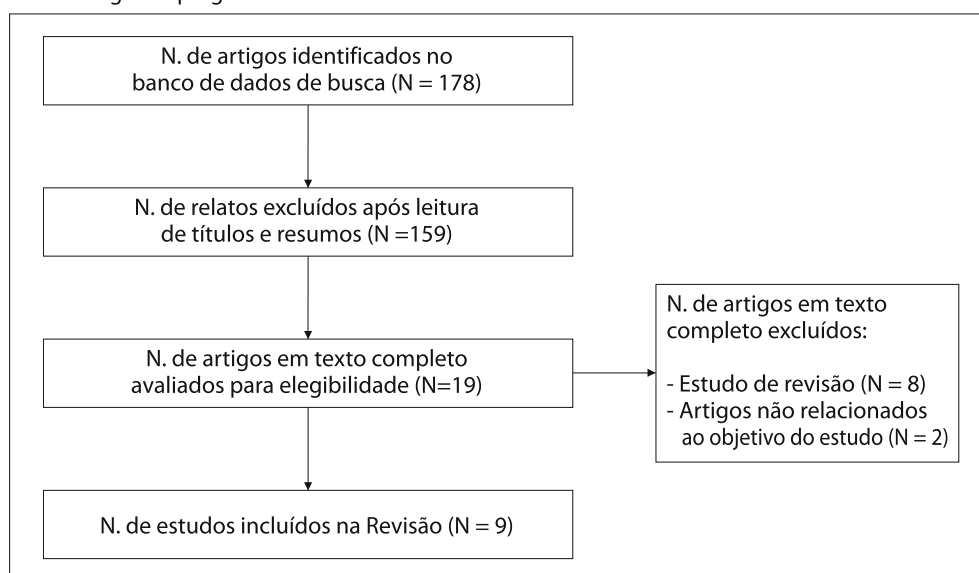 N. de artigos identificados no
banco de dados de busca (N = 178)
N. de relatos excluídos após leitura
de títulos e resumos (N =159)
N. de artigos em texto completo
avaliados para elegibilidade (N=19)
N. de artigos em texto
completo excluídos:
- Estudo de revisão (N = 8)
- Artigos não relacionados
ao objetivo do estudo (N = 2)
N. de estudos incluídos na Revisão (N = 9)